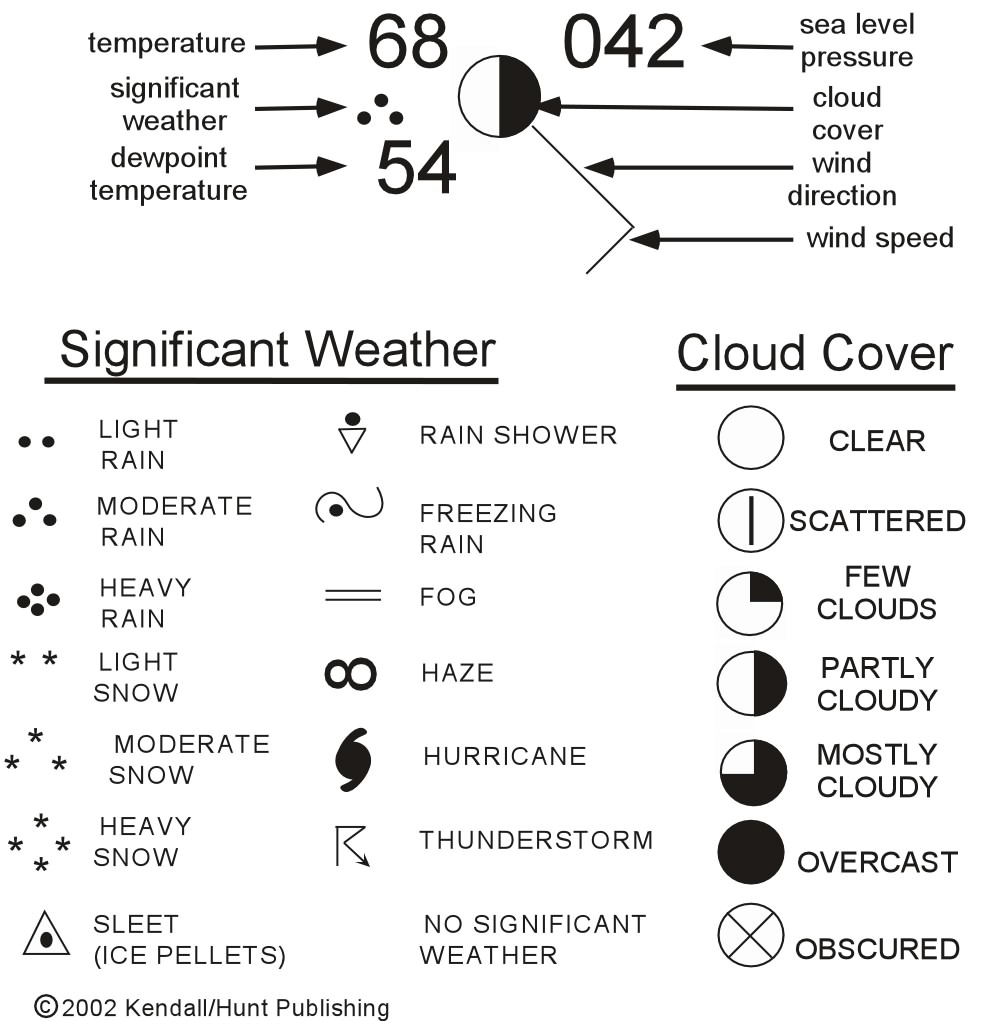 temperature
68
042
sea level
pressure
significant
weather
cloud
cover
dewpoint
temperature
54
wind
direction
wind speed
Significant Weather
Cloud Cover
LIGHT
RAIN
RAIN SHOWER
CLEAR
MODERATE
RAIN
FREEZING
RAIN
SCATTERED
HEAVY
RAIN
FOG
FEW
CLOUDS
LIGHT
SNOW
HAZE
PARTLY
CLOUDY
MODERATE
SNOW
HURRICANE
MOSTLY
CLOUDY
HEAVY
SNOW
THUNDERSTORM
OVERCAST
SLEET
(ICE PELLETS)
NO SIGNIFICANT
WEATHER
OBSCURED
©2002 Kendall/Hunt Publishing